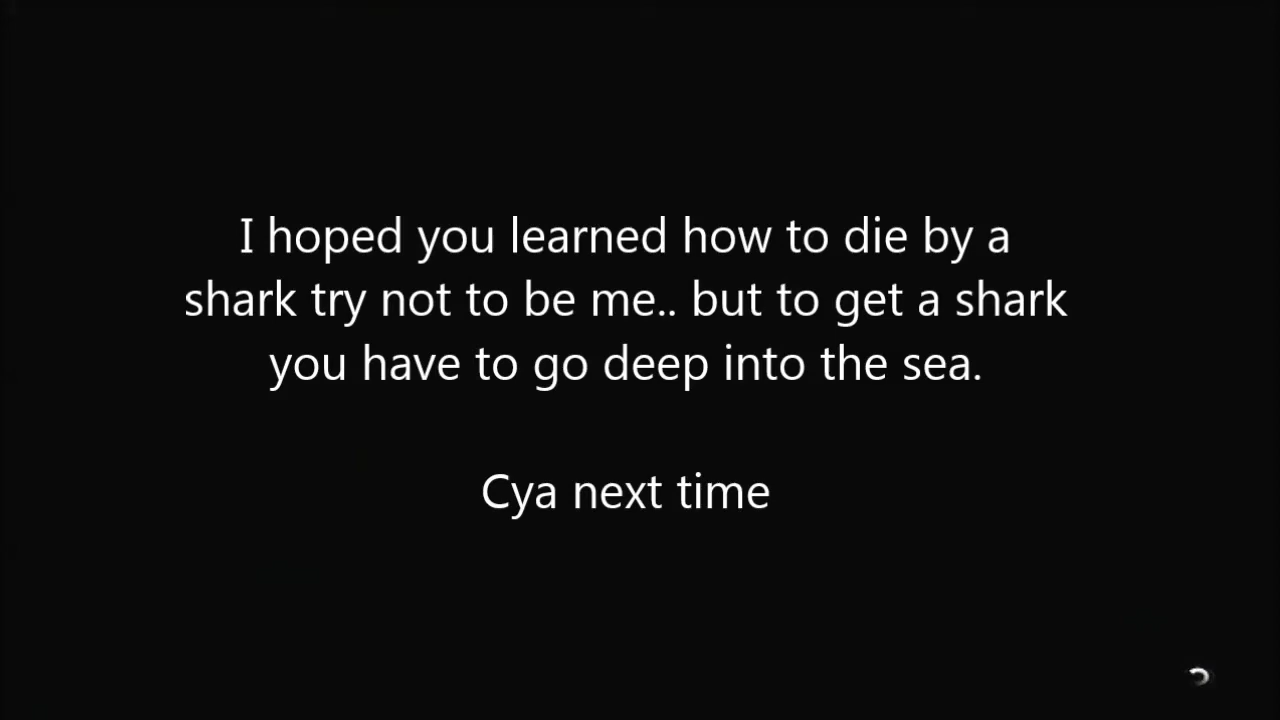 I hoped you learned how to die by a
shark try not to be me.. but to get a shark
you have to go deep into the sea.
Cya next time